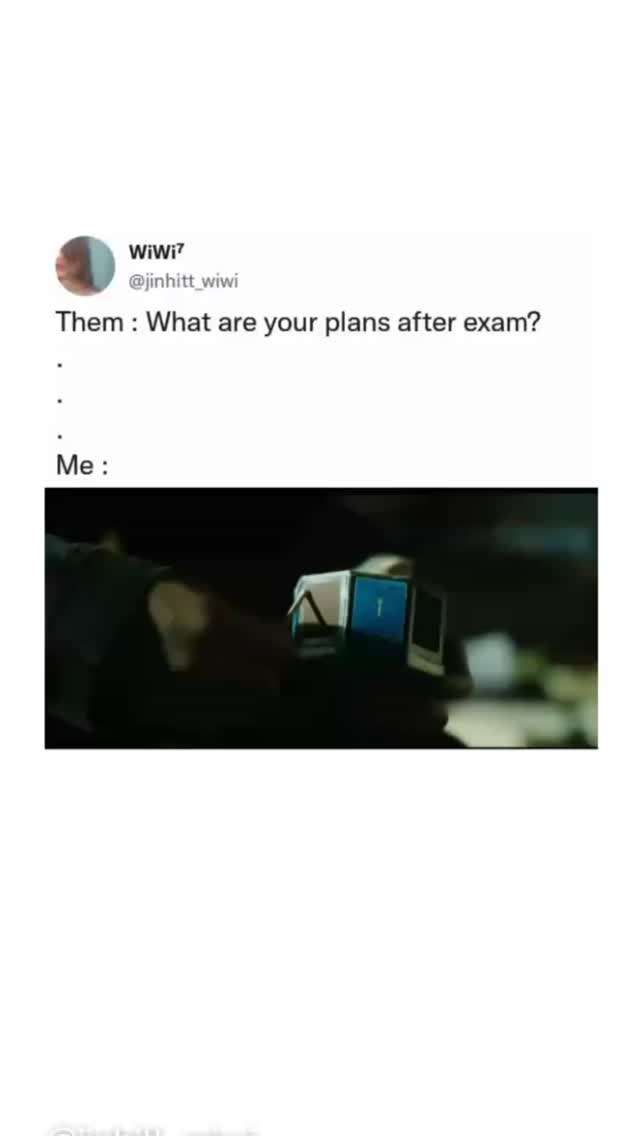 WiWi⁷
@jinhitt_wiwi
Them : What are your plans after exam?
.
.
.
Me :